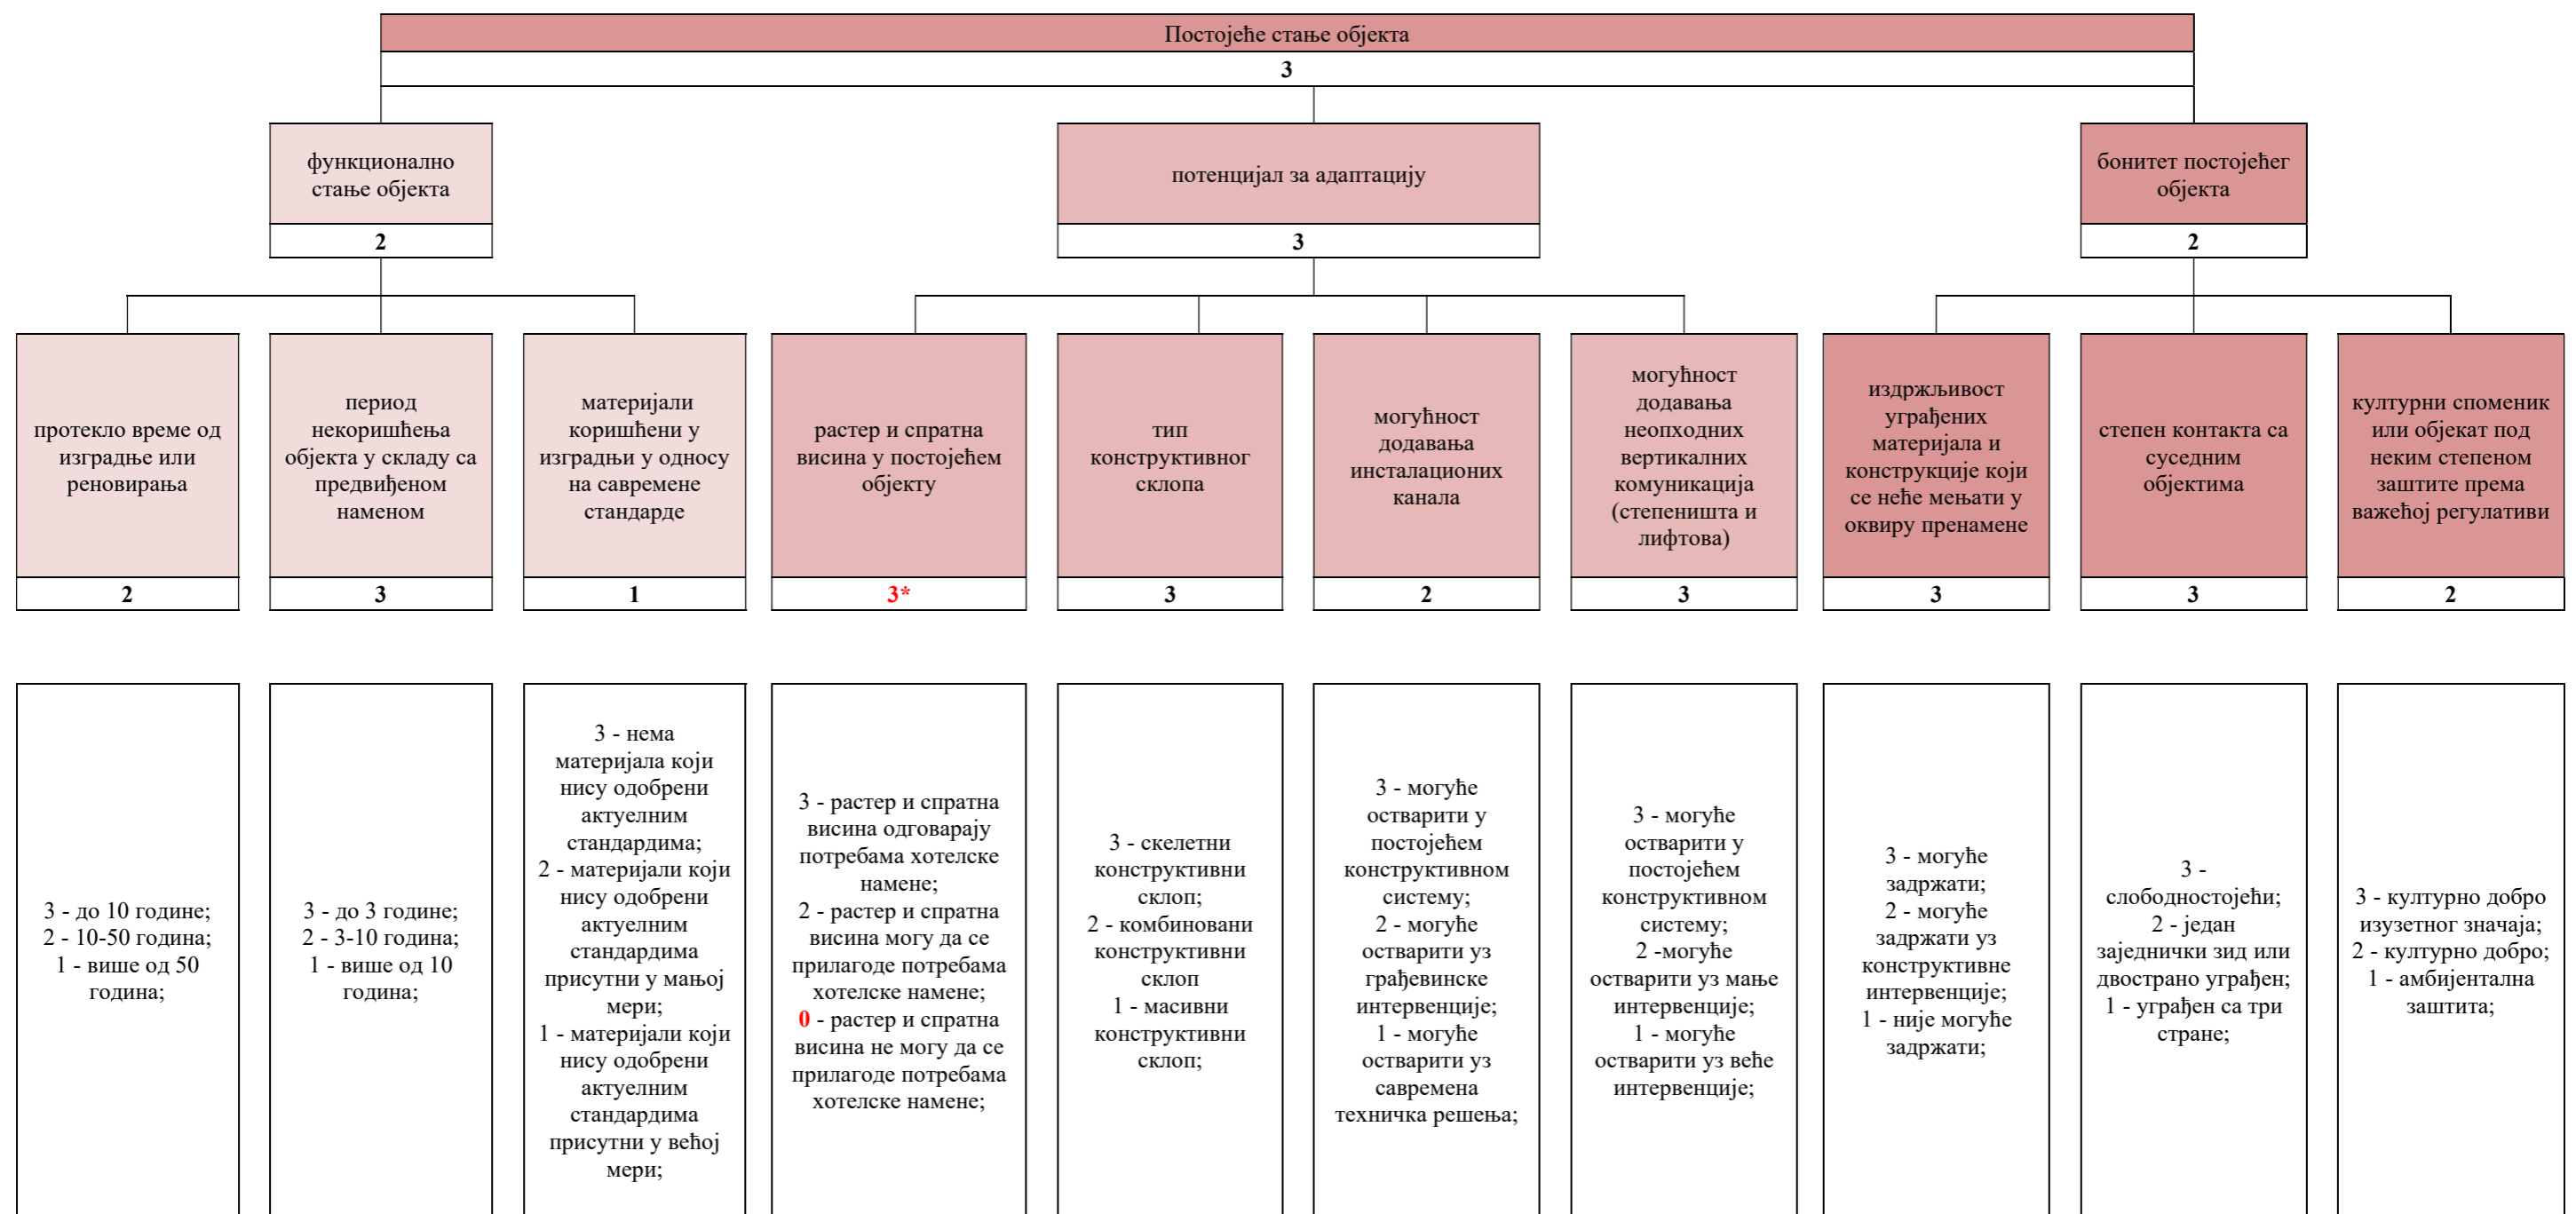 Постојеће стање објекта
3
функционално
стање објекта
2
потенцијал за адаптацију
3
бонитет постојећег
објекта
2
протекло време од
изградње или
реновирања
2
период
некоришћења
објекта у складу са
предвиђеном
наменом
3
материјали
коришћени у
изградњи у односу
на савремене
стандарде
1
растер и спратна
висина у постојећем
објекту
3*
тип
конструктивног
склопа
3
могућност
додавања
инсталационих
канала
2
могућност
додавања
неопходних
вертикалних
комуникација
(степеништа и
лифтова)
3
издржљивост
уграђених
материјала и
конструкције који
се неће мењати у
оквиру пренамене
3
степен контакта са
суседним
објектима
3
културни споменик
или објекат под
неким степеном
заштите према
важећој регулативи
2
3 - до 10 године;
2 - 10-50 година;
1 - више од 50
година;
3 - до 3 године;
2 - 3-10 година;
1 - више од 10
година;
3 - нема
материјала који
нису одобрени
актуелним
стандардима;
2 - материјали који
нису одобрени
актуелним
стандардима
присутни у мањој
мери;
1 - материјали који
нису одобрени
актуелним
стандардима
присутни у већој
мери;
3 - растер и спратна
висина одговарају
потребама хотелске
намене;
2 - растер и спратна
висина могу да се
прилагоде потребама
хотелске намене;
0 - растер и спратна
висина не могу да се
прилагоде потребама
хотелске намене;
3 - скелетни
конструктивни
склоп;
2 - комбиновани
конструктивни
склоп
1 - масивни
конструктивни
склоп;
3 - могуће
остварити у
постојећем
конструктивном
систему;
2 - могуће
остварити уз
грађевинске
интервенције;
1 - могуће
остварити уз
савремена
техничка решења;
3 - могуће
остварити у
постојећем
конструктивном
систему;
2 -могуће
остварити уз мање
интервенције;
1 - могуће
остварити уз веће
интервенције;
3 - могуће
задржати;
2 - могуће
задржати уз
конструктивне
интервенције;
1 - није могуће
задржати;
3 -
слободностојећи;
2 - један
заједнички зид или
двострано уграђен;
1 - уграђен са три
стране;
3 - културно добро
изузетног значаја;
2 - културно добро;
1 - амбијентална
заштита;